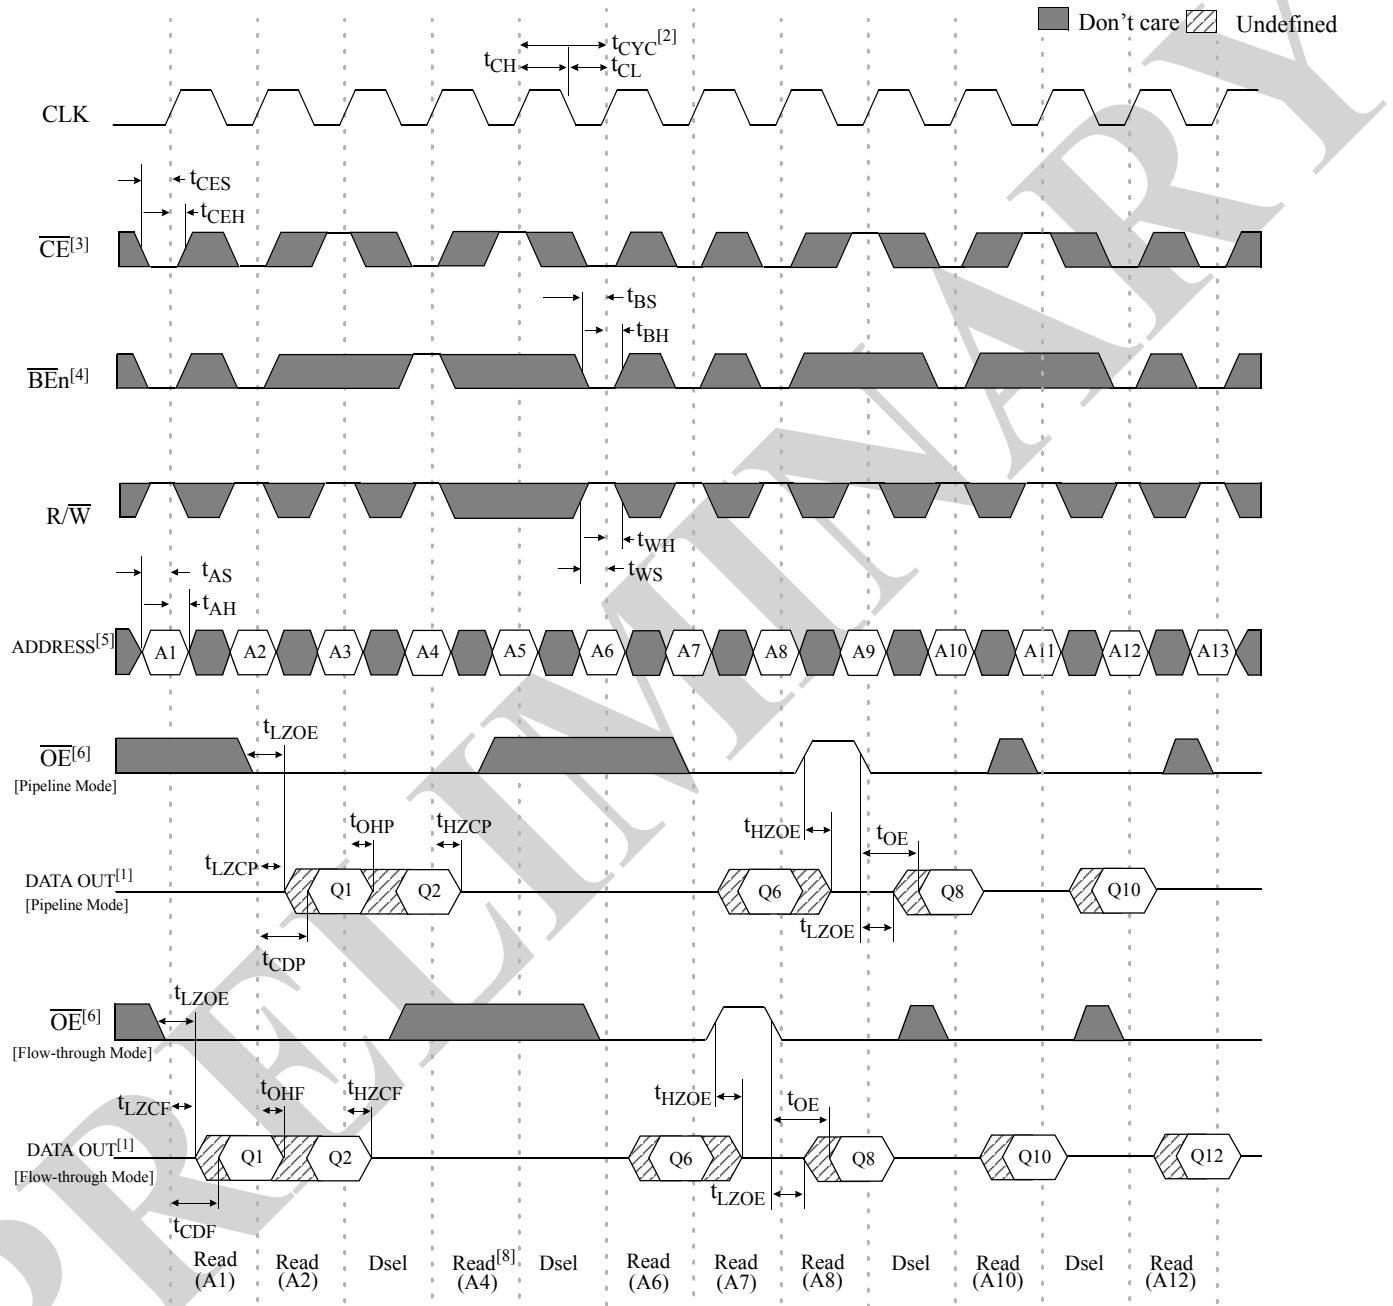 Don't care Undefined
tCYC[2]
tCH tCL
CLK
tCES
tCEH
CE[3]
tBS
tBH
BEn[4]
R/W
tWH
tWS
tAS
tAH
ADDRESS[5] A1 A2 A3 A4 A5 A6 A7 A8 A9 A10 A11 A12 A13
tLZOE
OE[6]
[Pipeline Mode]
tOHP tHZCP tHZOE tOE
tLZCP
DATA OUT[1] Q1 Q2 Q6 Q8 Q10
[Pipeline Mode]
tLZOE
tCDP
tLZOE
OE[6]
[Flow-through Mode]
tLZCF tOHF tHZCF tHZOE tOE
DATA OUT[1] Q1 Q2 Q6 Q8 Q10 Q12
[Flow-through Mode]
tLZOE
tCDF
Read Read Dsel Read[8] Dsel Read Read Read Dsel Read Dsel Read
(A1) (A2) (A4) (A6) (A7) (A8) (A10) (A12)
PRELIMINARY